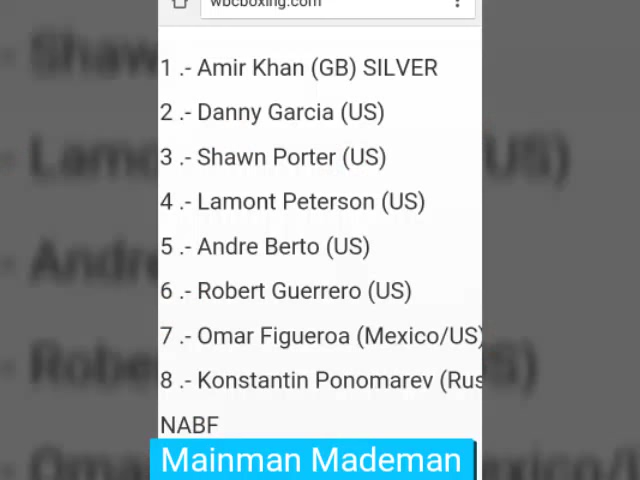 wbcboxing.com
1 .- Amir Khan (GB) SILVER
2 .- Danny Garcia (US)
3 .- Shawn Porter (US)
4 .- Lamont Peterson (US)
5 .- Andre Berto (US)
6 .- Robert Guerrero (US)
7 .- Omar Figueroa (Mexico/US)
8 .- Konstantin Ponomarev (Rus
NABF
Mainman Mademan